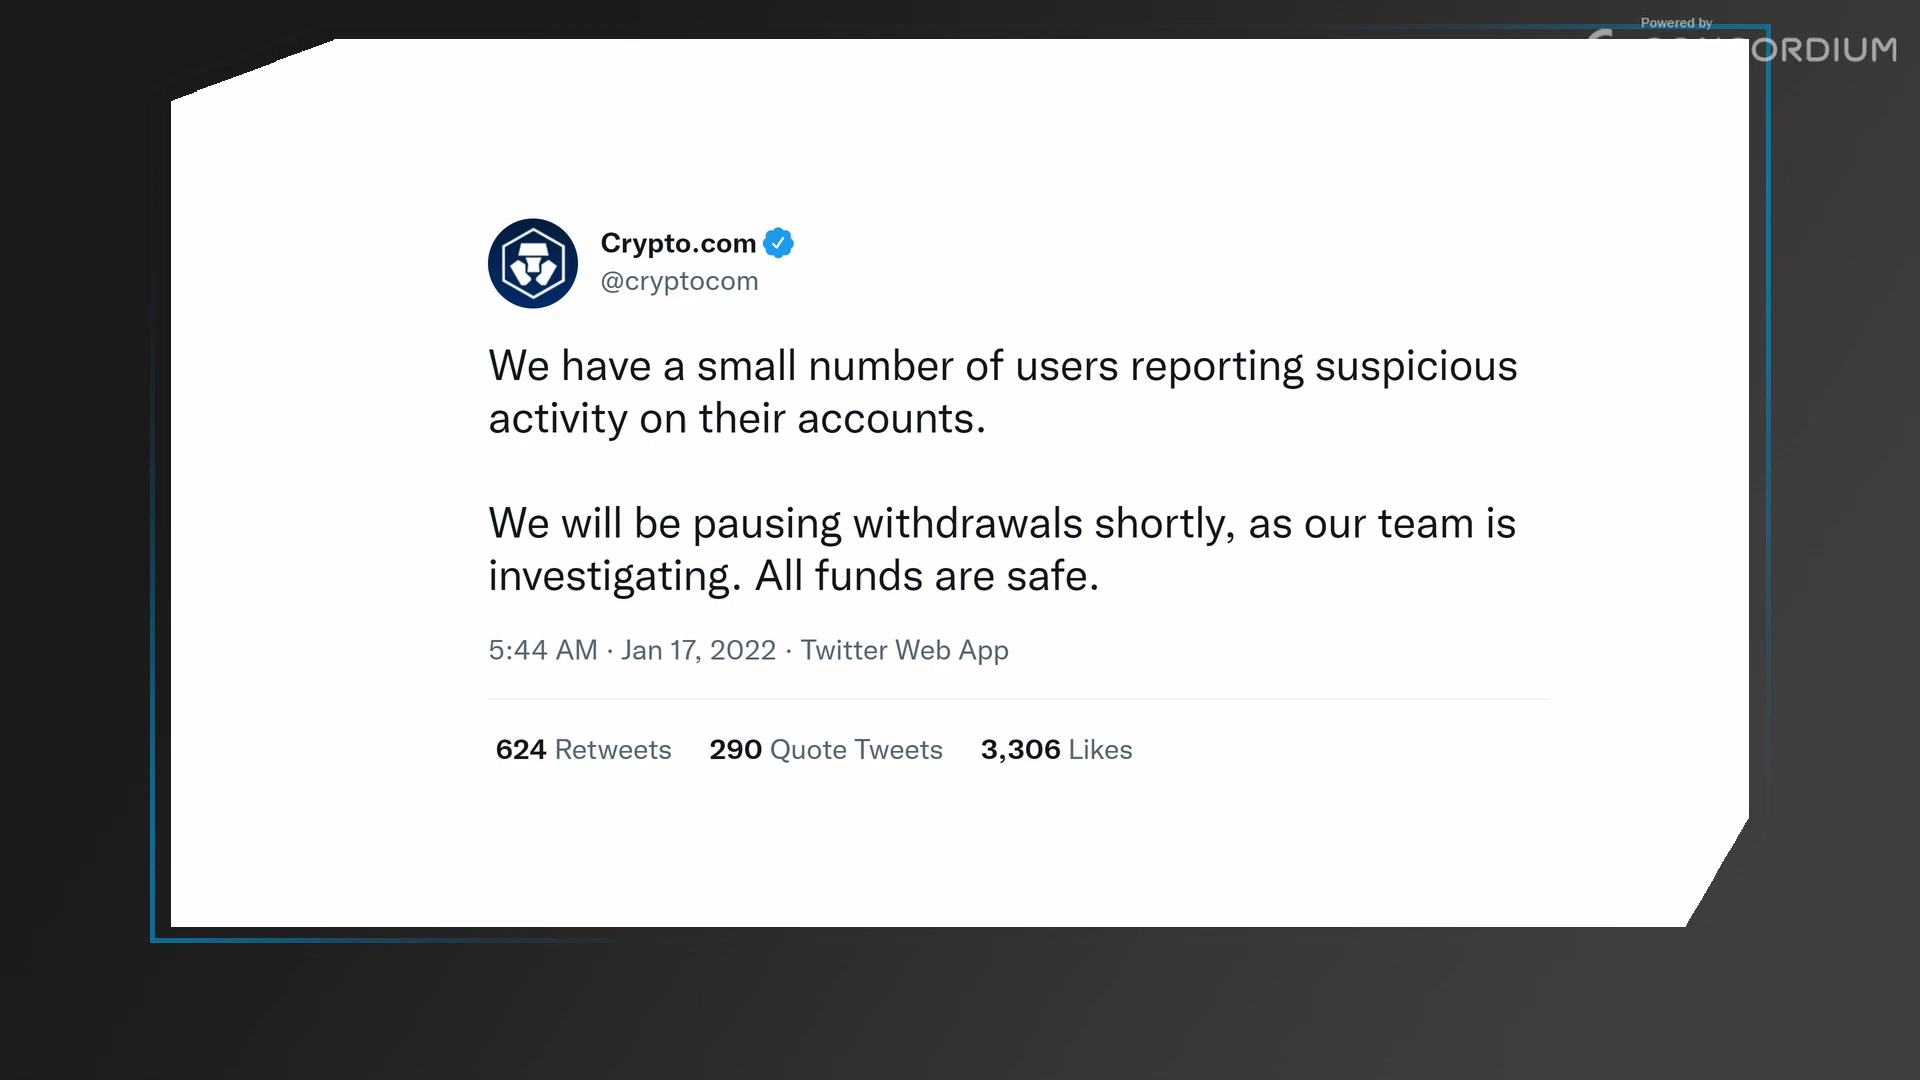 Powered by
CONCORDIUM
Crypto.com
@cryptocom
We have a small number of users reporting suspicious
activity on their accounts.
We will be pausing withdrawals shortly, as our team is
investigating. All funds are safe.
5:44 AM · Jan 17, 2022 · Twitter Web App
624 Retweets 290 Quote Tweets 3,306 Likes